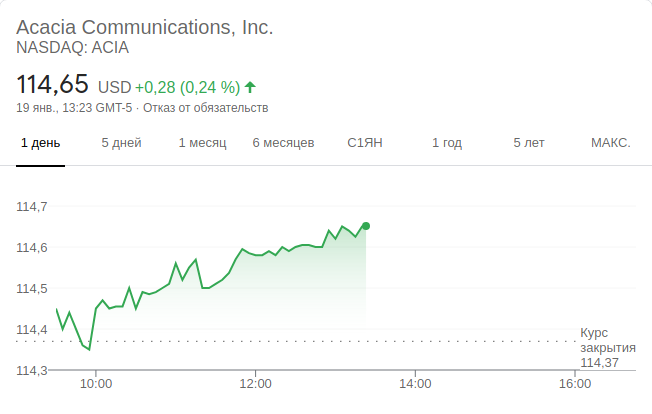 Acacia Communications, Inc.
NASDAQ: ACIA
114,65 USD +0,28 (0,24 %)
19 янв., 13:23 GMT-5 · Отказ от обязательств
1 день 5 дней 1 месяц 6 месяцев С1ЯН 1 год 5 лет МАКС.
114,7
114,6
114,5
114,4
114,3
Курс
закрытия
114,37
10:00 12:00 14:00 16:00